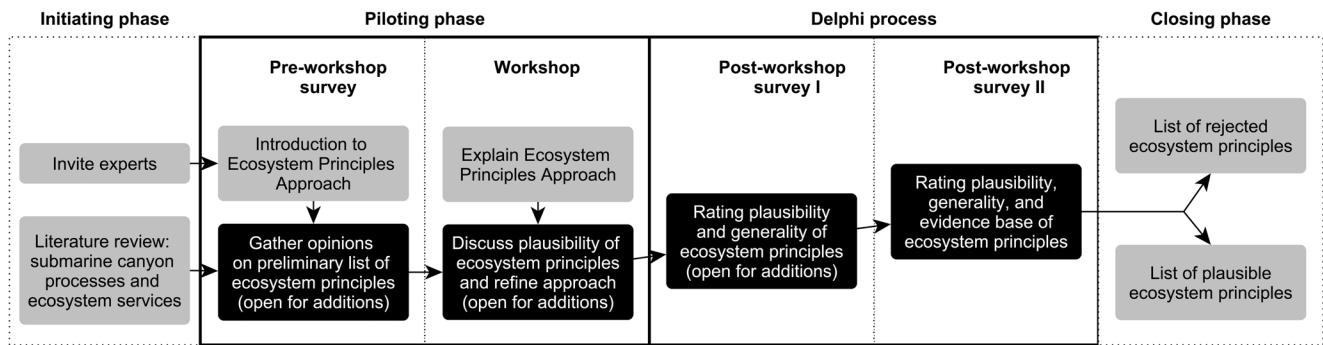 Initiating phase
Piloting phase
Delphi process
Closing phase
Pre-workshop
survey
Workshop
Post-workshop
survey I
Post-workshop
survey II
Invite experts
Literature review:
submarine canyon
processes and
ecosystem services
Introduction to
Ecosystem Principles
Approach
Gather opinions
on preliminary list of
ecosystem principles
(open for additions)
Explain Ecosystem
Principles Approach
Discuss plausibility of
ecosystem principles
and refine approach
(open for additions)
Rating plausibility
and generality of
ecosystem principles
(open for additions)
Rating plausibility,
generality, and
evidence base of
ecosystem principles
List of rejected
ecosystem principles
List of plausible
ecosystem principles